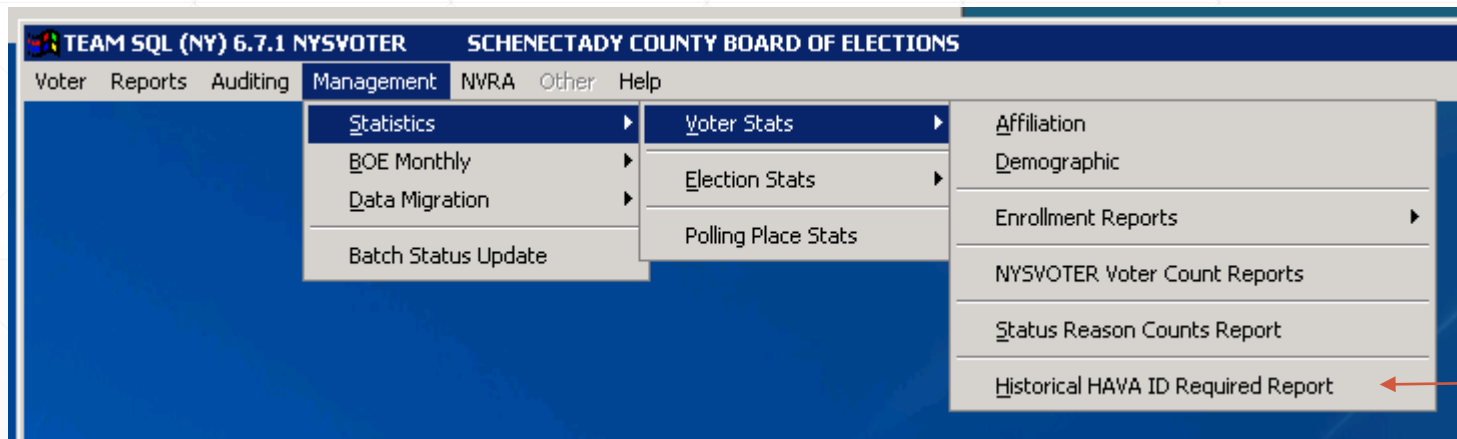 TEAM SQL (NY) 6.7.1 NYSVOTER SCHENECTADY COUNTY BOARD OF ELECTIONS
Voter Reports Auditing Management NVRA Other Help
Statistics
BOE Monthly
Data Migration
Batch Status Update
Voter Stats
Election Stats
Polling Place Stats
Affiliation
Demographic
Enrollment Reports
NYSVOTER Voter Count Reports
Status Reason Counts Report
Historical HAVA ID Required Report